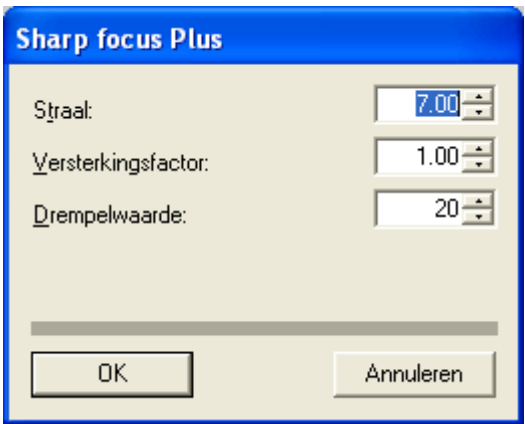 Sharp focus Plus
Straal: 7.00
Versterkingsfactor: 1.00
Drempelwaarde: 20
OK Annuleren